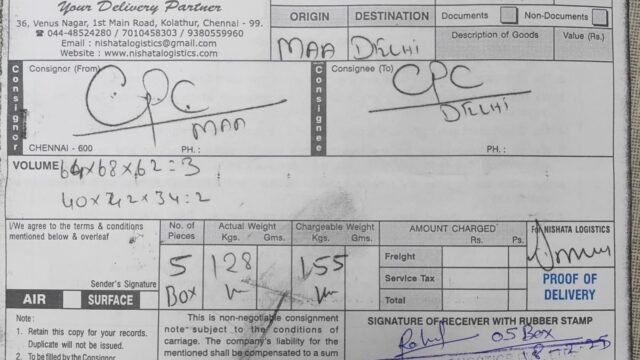 Your Delivery Partner
36, Venus Nagar, 1st Main Road, Kolathur, Chennai - 99.
☎ 044-48524280 / 7010458303 / 9380559960
Email : nishatalogistics@gmail.com
Website : www.nishatalogistics.com
ORIGIN DESTINATION Documents Non-Documents
MAA DELHI Description of Goods Value (Rs.)
Consignor Consignor (From) Consignee Consignee (To)
CPC CPC
MAA DELHI
CHENNAI - 600 PH. : PH. :
VOLUME 64x68x62=3
40x42x34=2
I/We agree to the terms & conditions mentioned below & overleaf
Sender's Signature
No. of Pieces Actual Weight Kgs. Gms. Chargeable Weight Kgs. Gms. AMOUNT CHARGED Rs. Ps. For NISHATA LOGISTICS
5 Box 128 155 Freight
Service Tax
Total
PROOF OF DELIVERY
AIR SURFACE
Note :
1. Retain this copy for your records. Duplicate will not be issued.
2. To be filled by the Consignor
This is non-negotiable consignment note subject to the conditions of carriage. The company's liability for the mentioned shall be compensated to a sum
SIGNATURE OF RECEIVER WITH RUBBER STAMP
05 Box